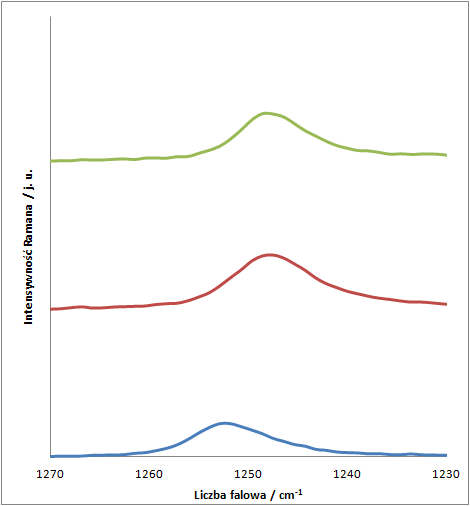 Intensywność Ramana / j. u.
1270 1260 1250 1240 1230
Liczba falowa / cm⁻¹